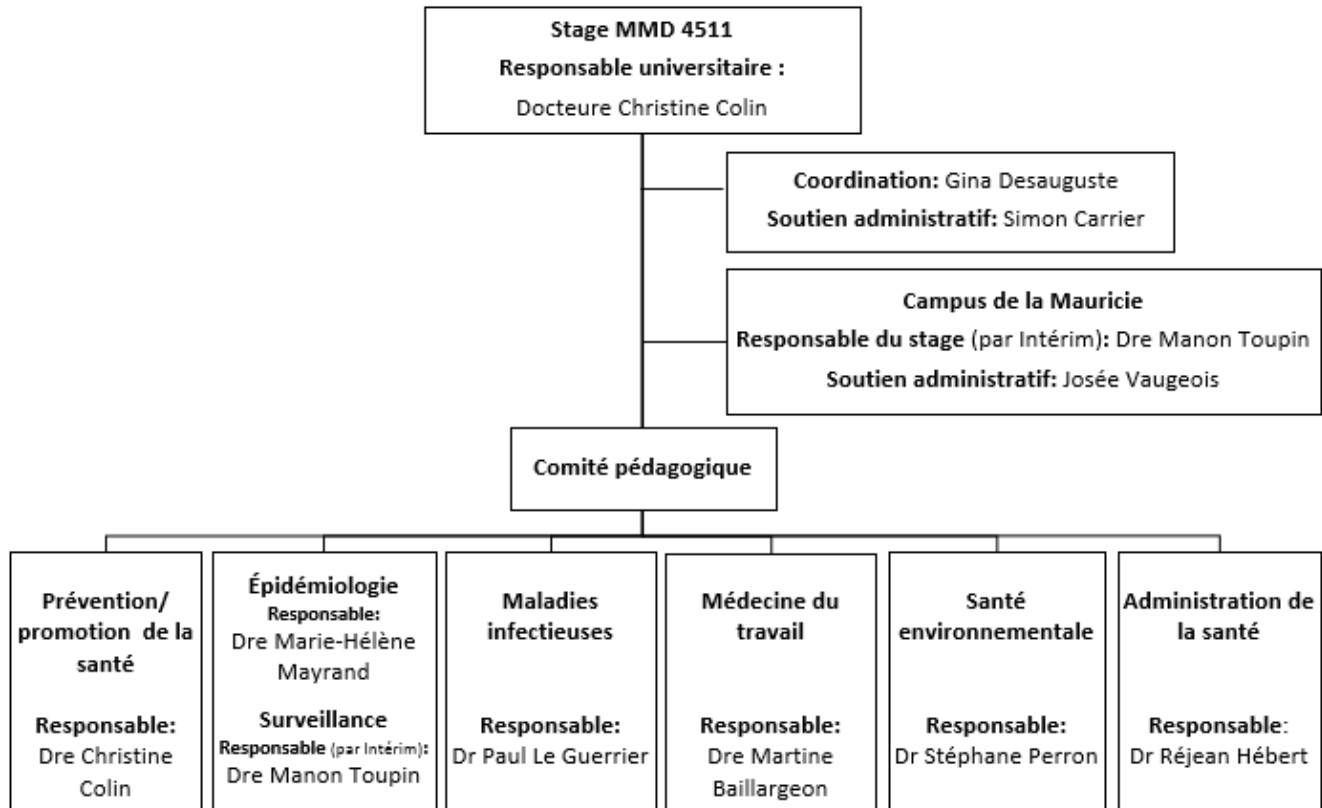 Stage MMD 4511
Responsable universitaire :
Docteure Christine Colin
Coordination: Gina Desauguste
Soutien administratif: Simon Carrier
Campus de la Mauricie
Responsable du stage (par Intérim): Dre Manon Toupin
Soutien administratif: Josée Vaugeois
Comité pédagogique
Prévention/
promotion de la
santé
Responsable:
Dre Christine
Colin
Épidémiologie
Responsable:
Dre Marie-Hélène
Mayrand
Surveillance
Responsable (par Intérim):
Dre Manon Toupin
Maladies
infectieuses
Responsable:
Dr Paul Le Guerrier
Médecine du
travail
Responsable:
Dre Martine
Baillargeon
Santé
environnementale
Responsable:
Dr Stéphane Perron
Administration de
la santé
Responsable:
Dr Réjean Hébert